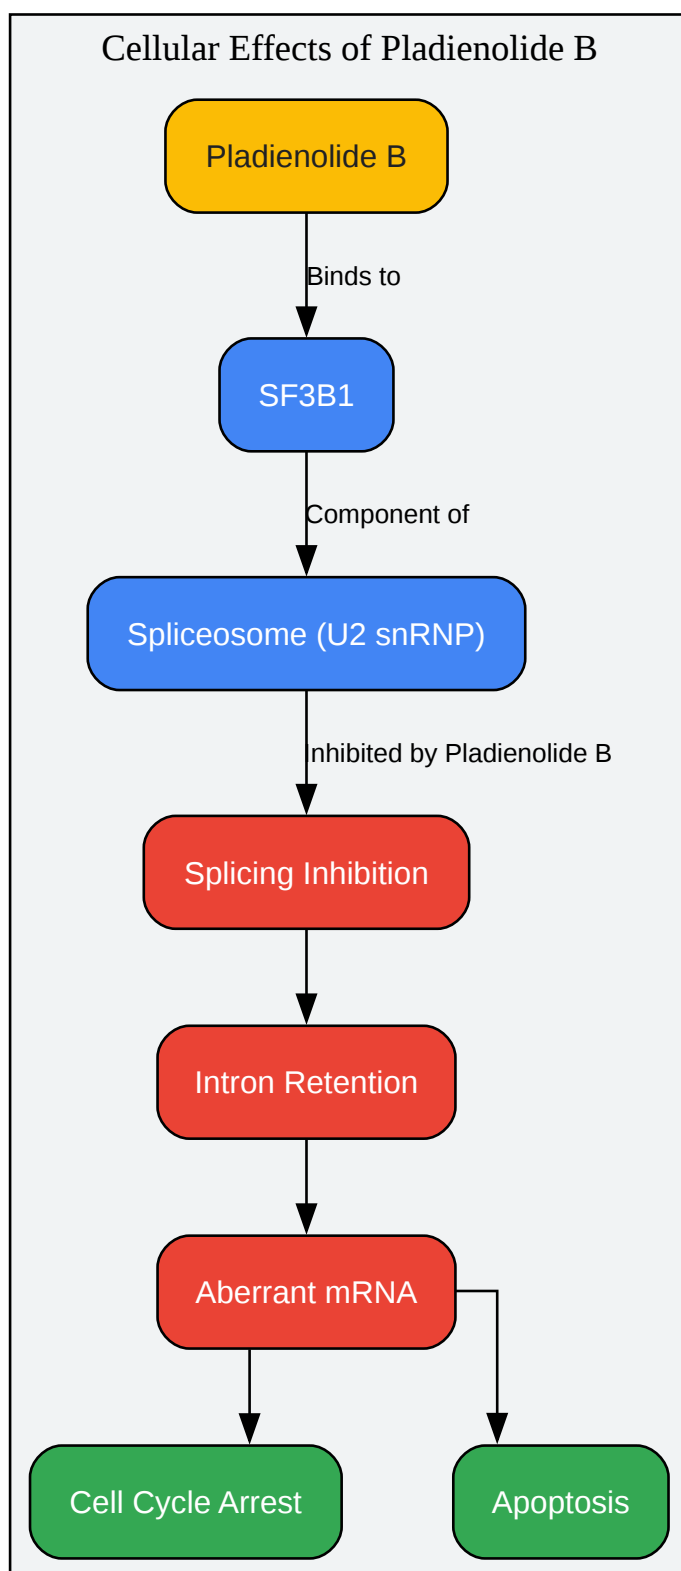 Cellular Effects of Pladienolide B
Pladienolide B
Binds to
SF3B1
Component of
Spliceosome (U2 snRNP)
Inhibited by Pladienolide B
Splicing Inhibition
Intron Retention
Aberrant mRNA
Cell Cycle Arrest
Apoptosis